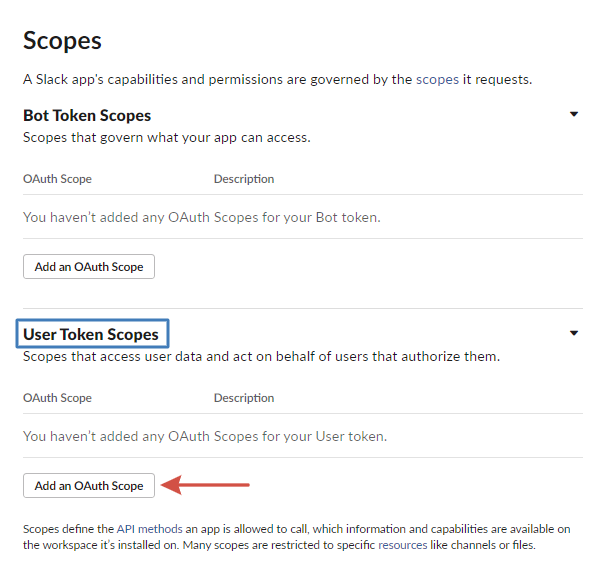 Scopes
A Slack app's capabilities and permissions are governed by the scopes it requests.
Bot Token Scopes
Scopes that govern what your app can access.
OAuth Scope Description
You haven't added any OAuth Scopes for your Bot token.
Add an OAuth Scope
User Token Scopes
Scopes that access user data and act on behalf of users that authorize them.
OAuth Scope Description
You haven't added any OAuth Scopes for your User token.
Add an OAuth Scope
Scopes define the API methods an app is allowed to call, which information and capabilities are available on
the workspace it's installed on. Many scopes are restricted to specific resources like channels or files.